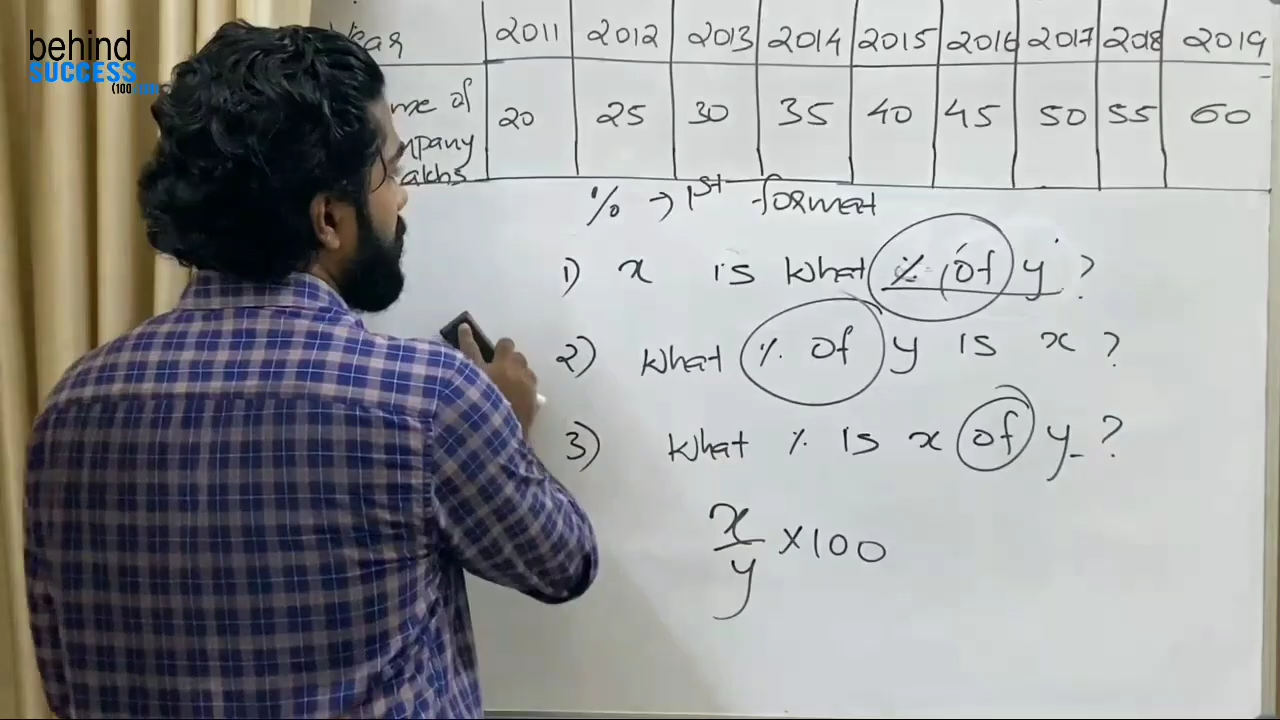 behind
SUCCESS
2011 2012 2013 2014 2015 2016 2017 2018 2019
of 20 25 30 35 40 45 50 55 60
% → 1st format
1) x is what % of y ?
2) what % of y is x ?
3) what % is x of y ?
x
y × 100